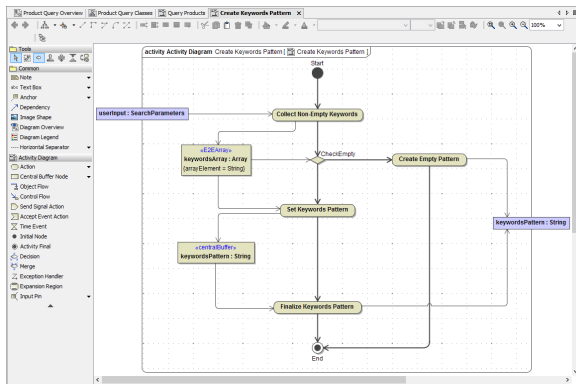 Product Query Overview
Product Query Classes
Query Products
Create Keywords Pattern
100%
Tools
Common
Note
abc Text Box
Anchor
Dependency
Image Shape
Diagram Overview
Diagram Legend
Horizontal Separator
Activity Diagram
Action
Central Buffer Node
Object Flow
Control Flow
Send Signal Action
Accept Event Action
Time Event
Initial Node
Activity Final
Decision
Merge
Exception Handler
Expansion Region
Input Pin
activity Activity Diagram Create Keywords Pattern [ Create Keywords Pattern ]
Start
userInput : SearchParameters
Collect Non-Empty Keywords
«E2EArray»
keywordsArray : Array
{arrayElement = String}
CheckEmpty
Create Empty Pattern
Set Keywords Pattern
keywordsPattern : String
«centralBuffer»
keywordsPattern : String
Finalize Keywords Pattern
End